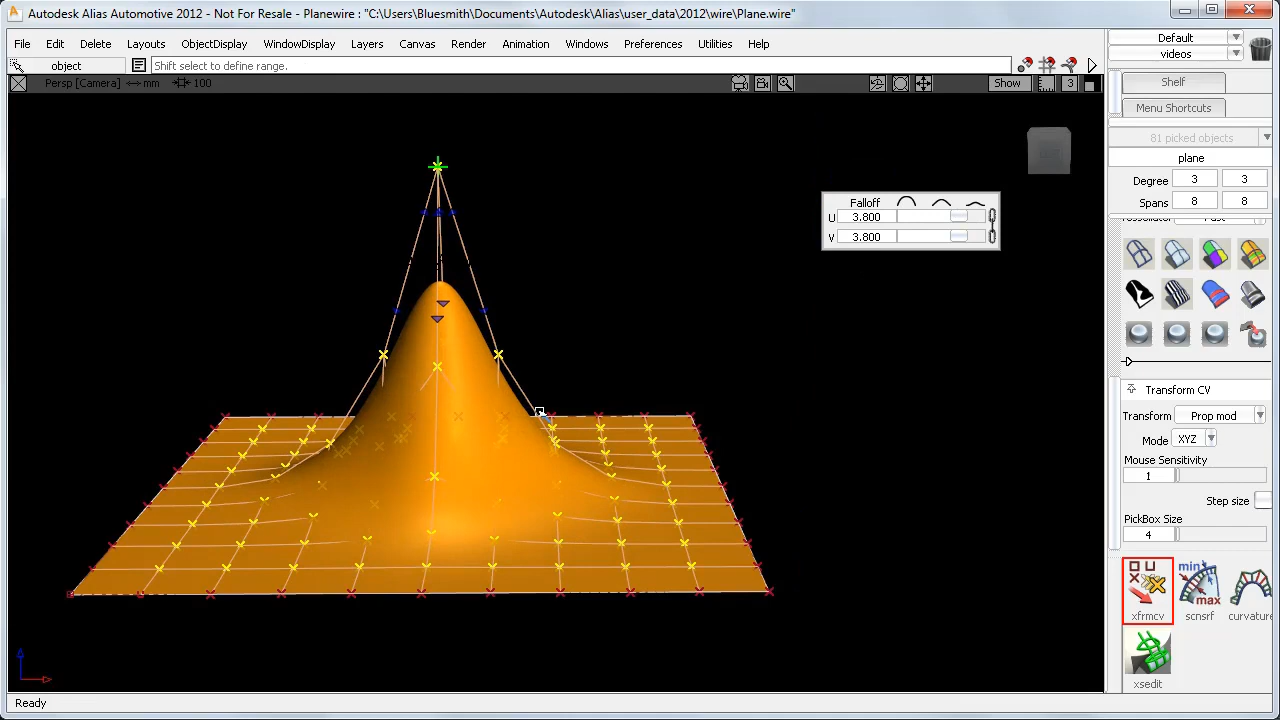 Autodesk Alias Automotive 2012 - Not For Resale - Planewire : "C:\Users\Bluesmith\Documents\Autodesk\Alias\user_data\2012\wire\Plane.wire"
File Edit Delete Layouts ObjectDisplay WindowDisplay Layers Canvas Render Animation Windows Preferences Utilities Help
object Shift select to define range.
Persp [Camera] mm 100 Show 3
Default
videos
Shelf
Menu Shortcuts
81 picked objects
plane
Degree 3 3
Spans 8 8
Falloff
U 3.800
V 3.800
Transform CV
Transform Prop mod
Mode XYZ
Mouse Sensitivity
1
Step size
PickBox Size
4
min
max
xfrmcv scnsrf curvature
xsedit
Ready